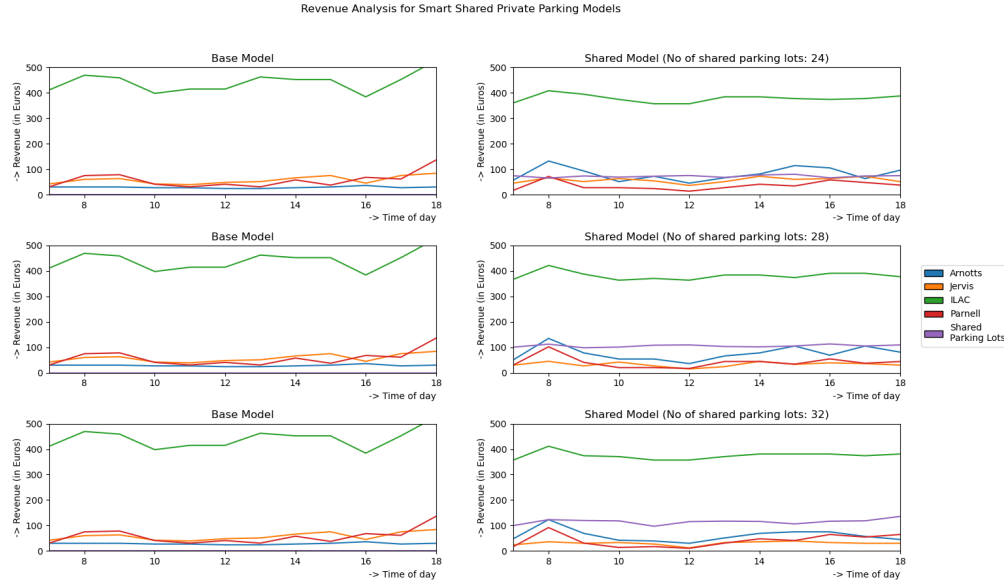 Revenue Analysis for Smart Shared Private Parking Models
Base Model
-> Revenue (in Euros)
500
400
300
200
100
0
8 10 12 14 16 18
-> Time of day
Shared Model (No of shared parking lots: 24)
-> Revenue (in Euros)
500
400
300
200
100
0
8 10 12 14 16 18
-> Time of day
Base Model
-> Revenue (in Euros)
500
400
300
200
100
0
8 10 12 14 16 18
-> Time of day
Shared Model (No of shared parking lots: 28)
-> Revenue (in Euros)
500
400
300
200
100
0
8 10 12 14 16 18
-> Time of day
Arnotts
Jervis
ILAC
Parnell
Shared
Parking Lots
Base Model
-> Revenue (in Euros)
500
400
300
200
100
0
8 10 12 14 16 18
-> Time of day
Shared Model (No of shared parking lots: 32)
-> Revenue (in Euros)
500
400
300
200
100
0
8 10 12 14 16 18
-> Time of day